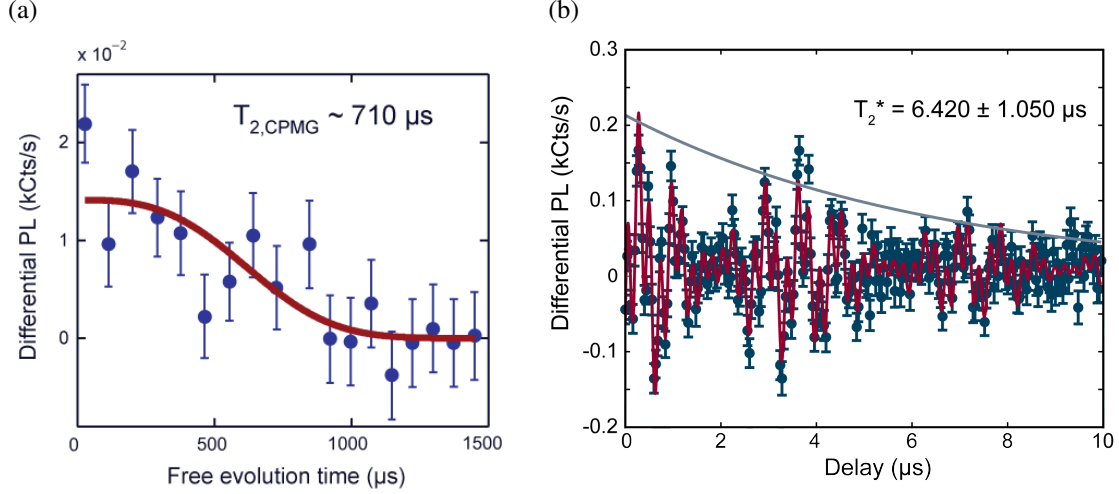 (a)
x 10⁻²
T2,CPMG ~ 710 µs
Differential PL (kCts/s)
2
1
0
0 500 1000 1500
Free evolution time (µs)
(b)
0.3
T2* = 6.420 ± 1.050 µs
0.2
Differential PL (kCts/s)
0.1
0
-0.1
-0.2
0 2 4 6 8 10
Delay (µs)